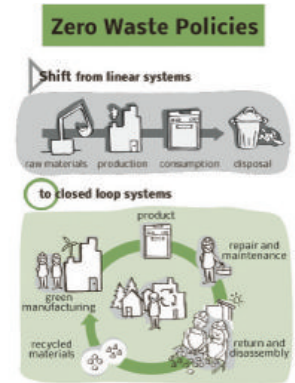 Zero Waste Policies
Shift from linear systems
raw materials production consumption disposal
to closed loop systems
product
repair and
maintenance
green
manufacturing
recycled
materials
return and
disassembly